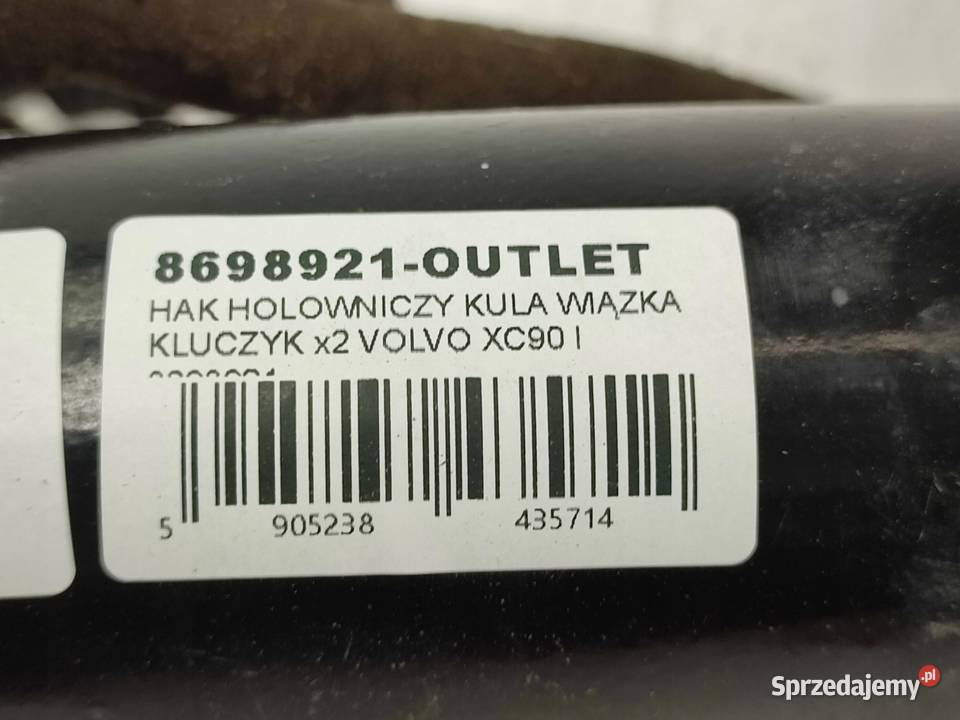 8698921-OUTLET
HAK HOLOWNICZY KULA WIĄZKA
KLUCZYK x2 VOLVO XC90 I
5 905238 435714
Sprzedajemy.pl